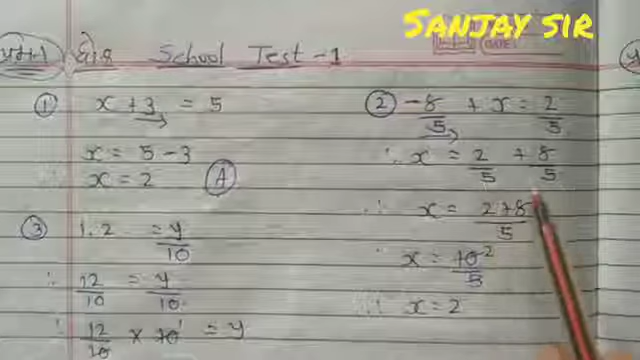 SANJAY SIR
School Test -1
① x + 3 = 5
x = 5 - 3
∴ x = 2 (A)
② -8/5 + x = 2/5
∴ x = 2/5 + 8/5
∴ x = 2+8/5
∴ x = 10²/5
∴ x = 2
③ 1.2 = y/10
∴ 12/10 = y/10
∴ 12/10 × 10¹ = y